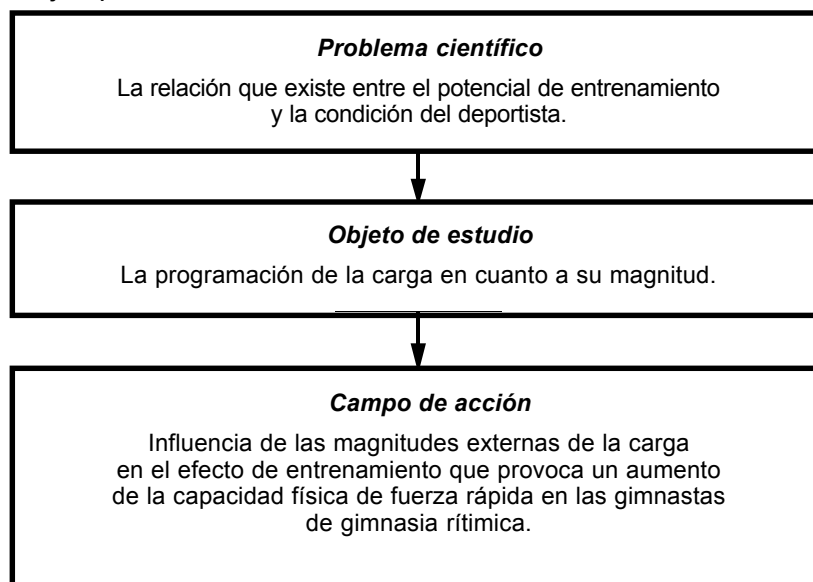 Problema científico
La relación que existe entre el potencial de entrenamiento
y la condición del deportista.
Objeto de estudio
La programación de la carga en cuanto a su magnitud.
Campo de acción
Influencia de las magnitudes externas de la carga
en el efecto de entrenamiento que provoca un aumento
de la capacidad física de fuerza rápida en las gimnastas
de gimnasia rítimica.